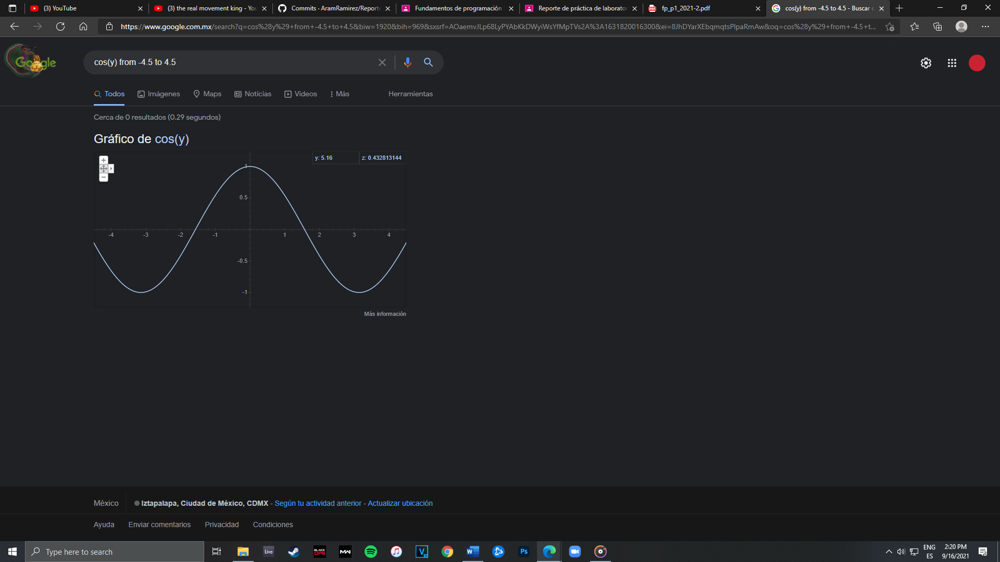 (3) YouTube
(3) the real movement king - You
Commits · AramRamirez/Reporte
Fundamentos de programación
Reporte de práctica de laborato
fp_p1_2021-2.pdf
cos(y) from -4.5 to 4.5 - Buscar c
https://www.google.com.mx/search?q=cos%28y%29+from+-4.5+to+4.5&biw=1920&bih=969&sxsrf=AOaemvJLp68LyPYAbKkDWyiWsYfMpTVs2A%3A1631820016300&ei=8JhDYarXEbqmqtsPlpaRmAw&oq=cos%28y%29+from+-4.5+t...
Google
cos(y) from -4.5 to 4.5
Todos
Imágenes
Maps
Noticias
Videos
Más
Herramientas
Cerca de 0 resultados (0.29 segundos)
Gráfico de cos(y)
y: 5.16
z: 0.432813144
1
0.5
-4
-3
-2
-1
1
2
3
4
-0.5
-1
Más información
México
Iztapalapa, Ciudad de México, CDMX - Según tu actividad anterior - Actualizar ubicación
Ayuda
Enviar comentarios
Privacidad
Condiciones
Type here to search
Live
BLACK OPS
MW
V
W
Ps
ENG
ES
2:20 PM
9/16/2021